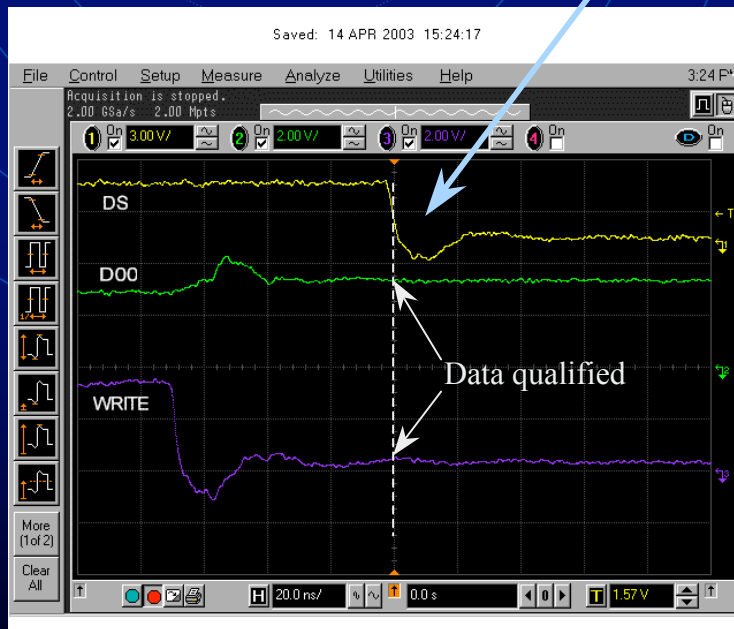 Saved: 14 APR 2003 15:24:17
File Control Setup Measure Analyze Utilities Help 3:24 P
Acquisition is stopped.
2.00 GSa/s 2.00 Mpts
1 On 3.00 V/ 2 On 2.00 V/ 3 On 2.00 V/ 4 On On
DS
T
1
D00
2
Data qualified
WRITE
3
More
(1of 2)
Clear
All
H 20.0 ns/ 0.0 s 0 T 1.57 V